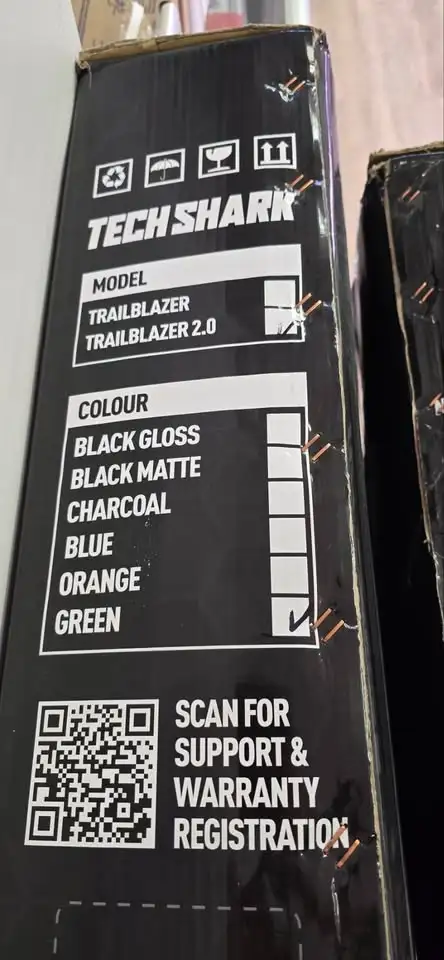 TECH SHARK
MODEL
TRAILBLAZER
TRAILBLAZER 2.0
COLOUR
BLACK GLOSS
BLACK MATTE
CHARCOAL
BLUE
ORANGE
GREEN
SCAN FOR
SUPPORT &
WARRANTY
REGISTRATION